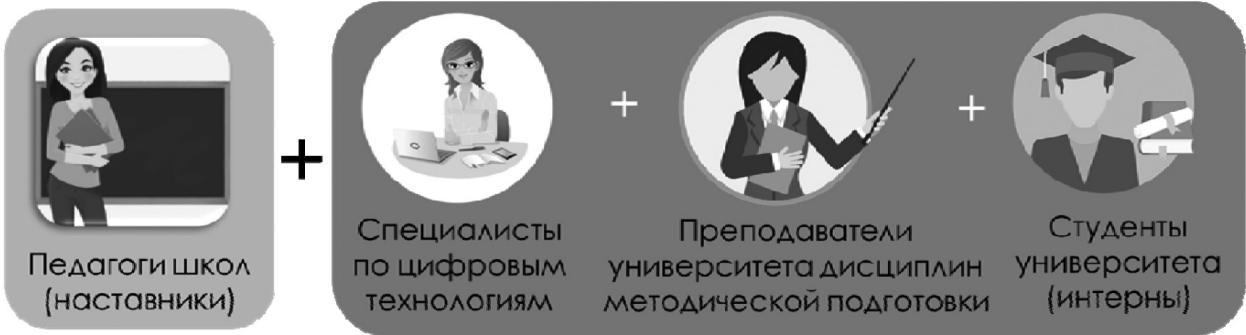 Педагоги школ
(наставники)
+
Специалисты
по цифровым
технологиям
+
Преподаватели
университета дисциплин
методической подготовки
+
Студенты
университета
(интерны)